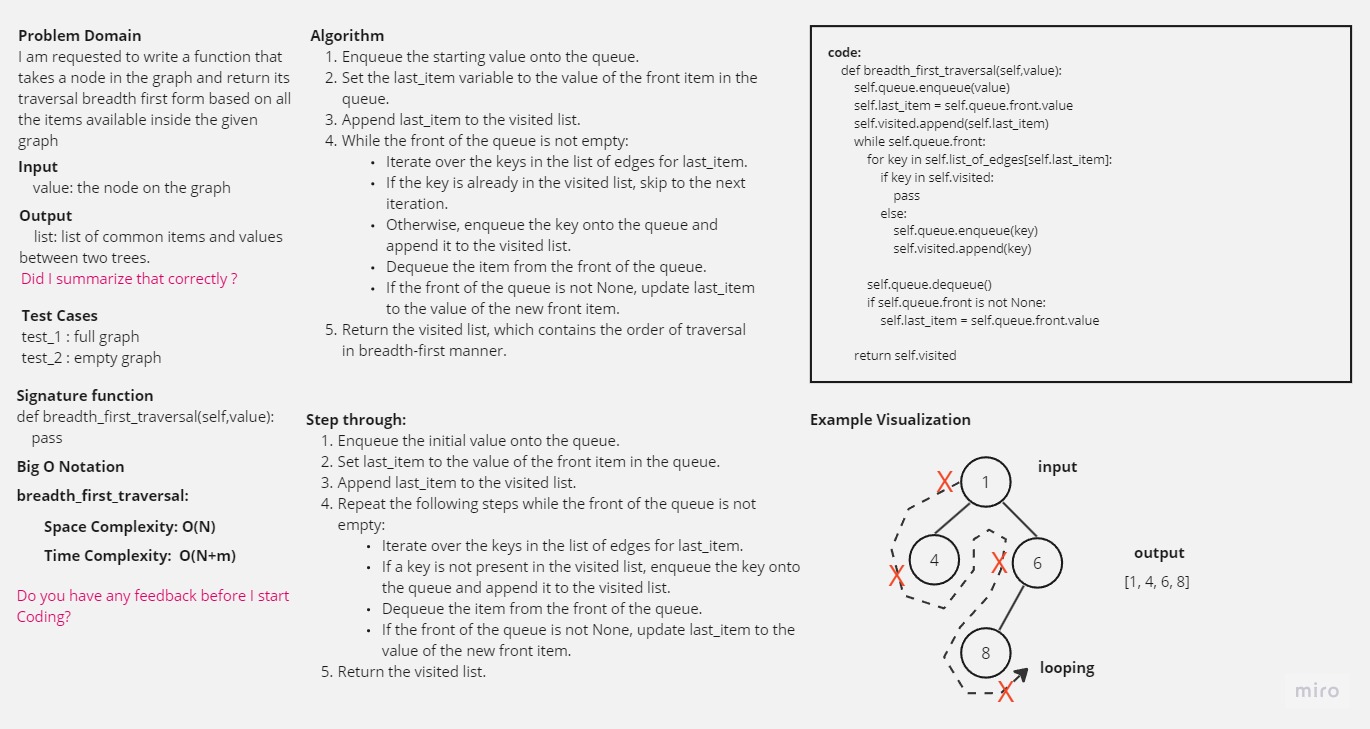 Problem Domain
I am requested to write a function that
takes a node in the graph and return its
traversal breadth first form based on all
the items available inside the given
graph
Input
value: the node on the graph
Output
list: list of common items and values
between two trees.
Did I summarize that correctly ?
Test Cases
test_1 : full graph
test_2 : empty graph
Signature function
def breadth_first_traversal(self,value):
pass
Big O Notation
breadth_first_traversal:
Space Complexity: O(N)
Time Complexity: O(N+m)
Do you have any feedback before I start
Coding?
Algorithm
1. Enqueue the starting value onto the queue.
2. Set the last_item variable to the value of the front item in the
queue.
3. Append last_item to the visited list.
4. While the front of the queue is not empty:
• Iterate over the keys in the list of edges for last_item.
• If the key is already in the visited list, skip to the next
iteration.
• Otherwise, enqueue the key onto the queue and
append it to the visited list.
• Dequeue the item from the front of the queue.
• If the front of the queue is not None, update last_item
to the value of the new front item.
5. Return the visited list, which contains the order of traversal
in breadth-first manner.
Step through:
1. Enqueue the initial value onto the queue.
2. Set last_item to the value of the front item in the queue.
3. Append last_item to the visited list.
4. Repeat the following steps while the front of the queue is not
empty:
• Iterate over the keys in the list of edges for last_item.
• If a key is not present in the visited list, enqueue the key onto
the queue and append it to the visited list.
• Dequeue the item from the front of the queue.
• If the front of the queue is not None, update last_item to the
value of the new front item.
5. Return the visited list.
code:
def breadth_first_traversal(self,value):
self.queue.enqueue(value)
self.last_item = self.queue.front.value
self.visited.append(self.last_item)
while self.queue.front:
for key in self.list_of_edges[self.last_item]:
if key in self.visited:
pass
else:
self.queue.enqueue(key)
self.visited.append(key)
self.queue.dequeue()
if self.queue.front is not None:
self.last_item = self.queue.front.value
return self.visited
Example Visualization
X 1 input
X 4 X 6
output
[1, 4, 6, 8]
8
looping
X
miro